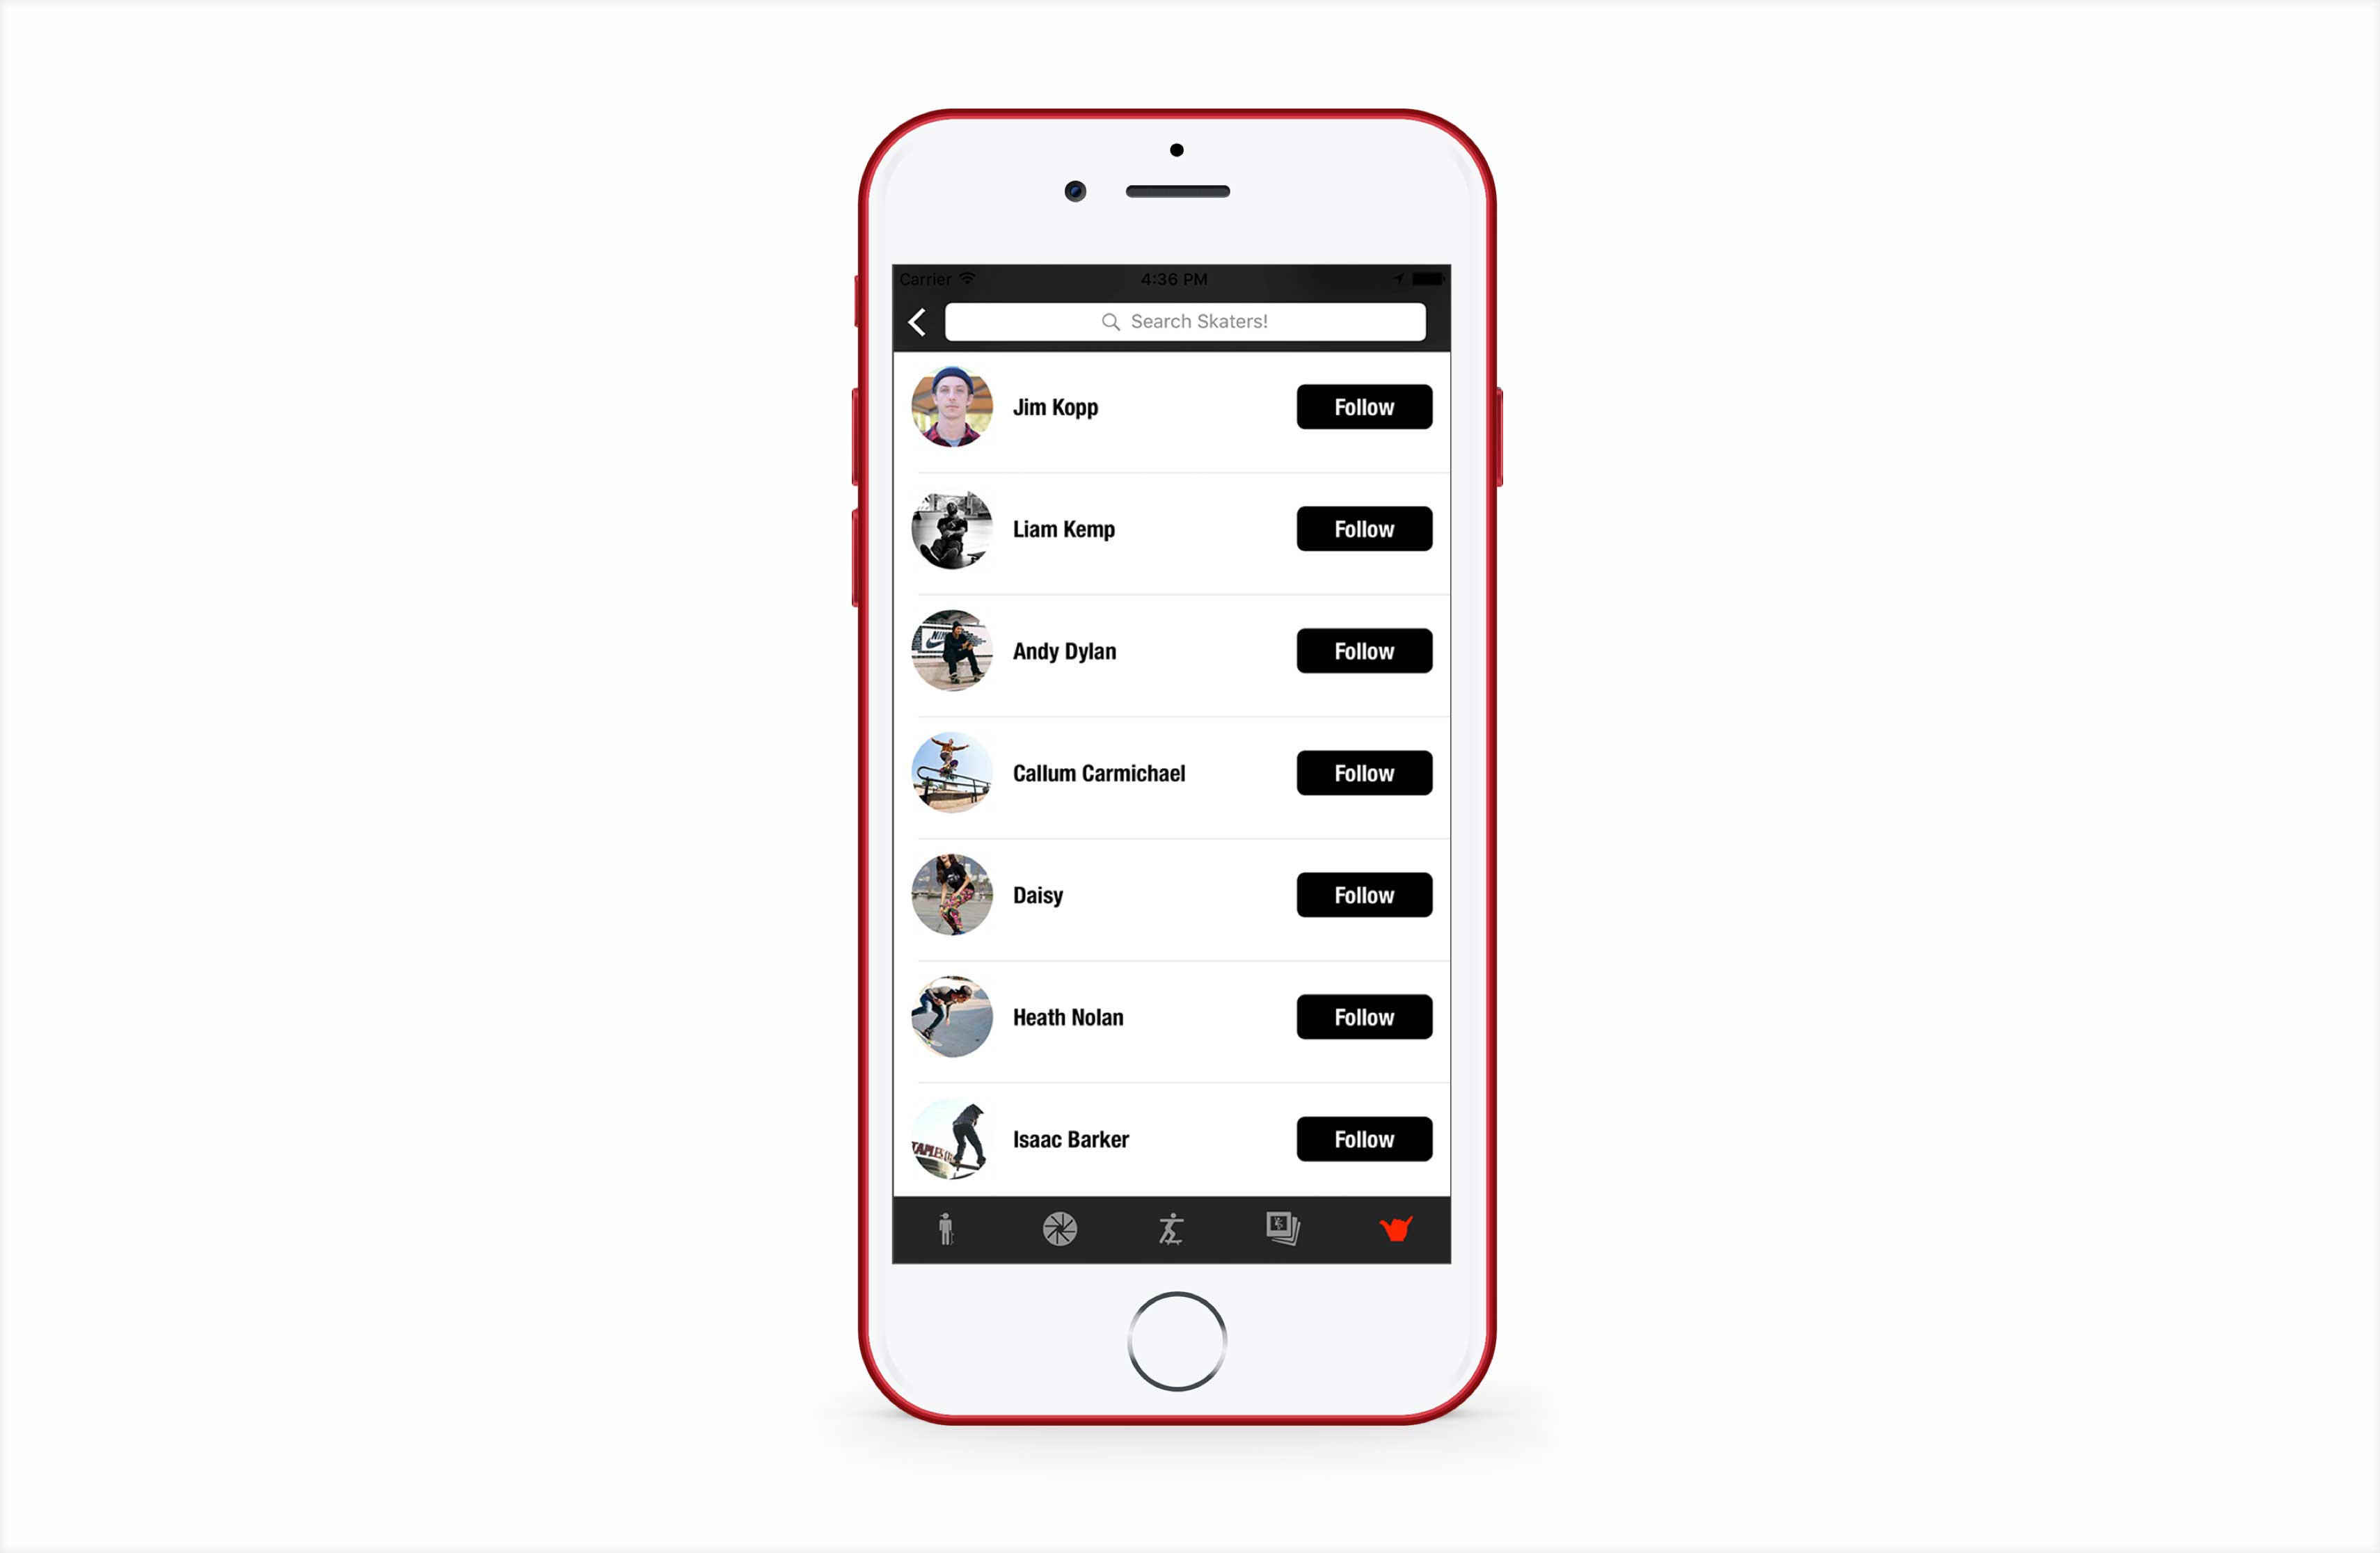 Carrier 4:36 PM
Search Skaters!
Jim Kopp Follow
Liam Kemp Follow
Andy Dylan Follow
Callum Carmichael Follow
Daisy Follow
Heath Nolan Follow
Isaac Barker Follow